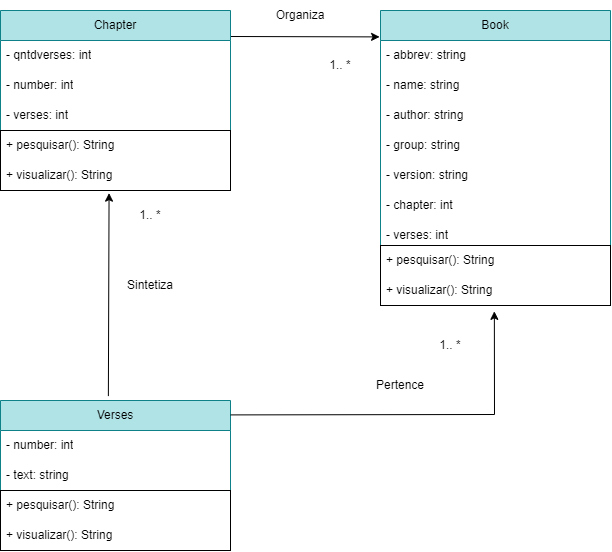 Chapter
- qntdverses: int
- number: int
- verses: int
+ pesquisar(): String
+ visualizar(): String
Organiza
1.. *
Book
- abbrev: string
- name: string
- author: string
- group: string
- version: string
- chapter: int
- verses: int
+ pesquisar(): String
+ visualizar(): String
1.. *
Sintetiza
1.. *
Pertence
Verses
- number: int
- text: string
+ pesquisar(): String
+ visualizar(): String